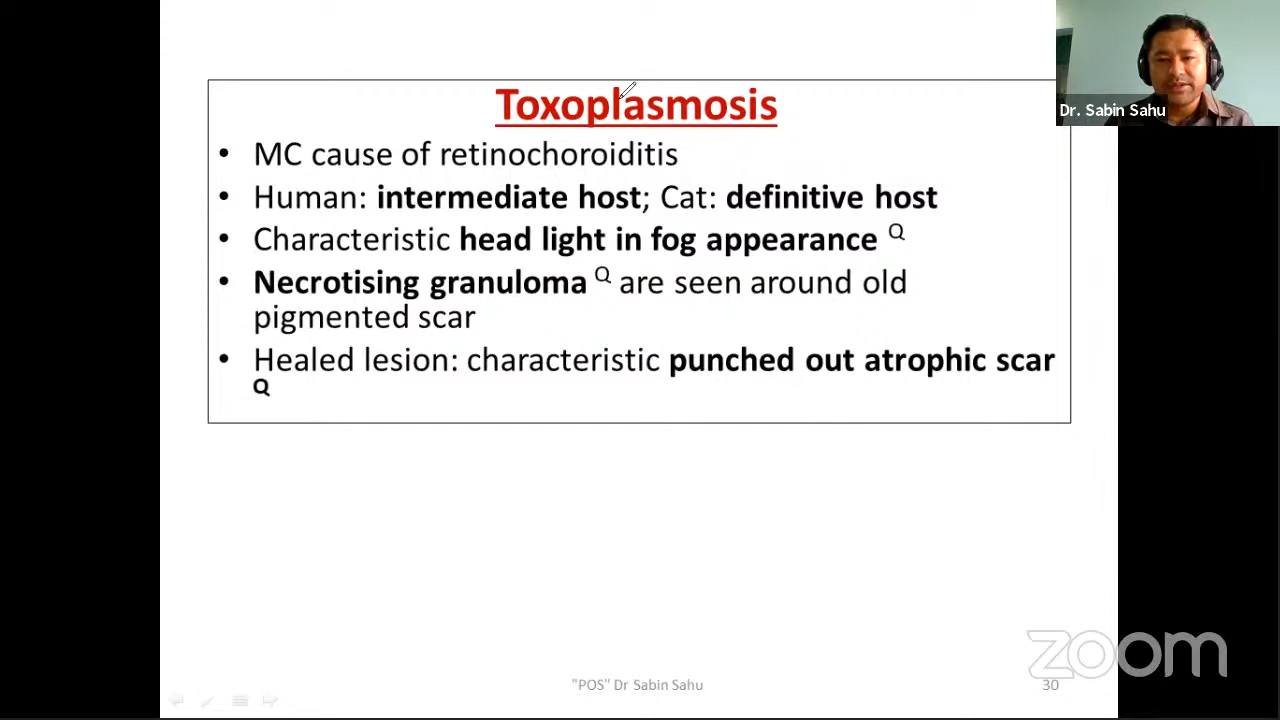 Toxoplasmosis
• MC cause of retinochoroiditis
• Human: intermediate host; Cat: definitive host
• Characteristic head light in fog appearance Q
• Necrotising granuloma Q are seen around old
pigmented scar
• Healed lesion: characteristic punched out atrophic scar
Q
Dr. Sabin Sahu
zoom
"POS" Dr Sabin Sahu
30